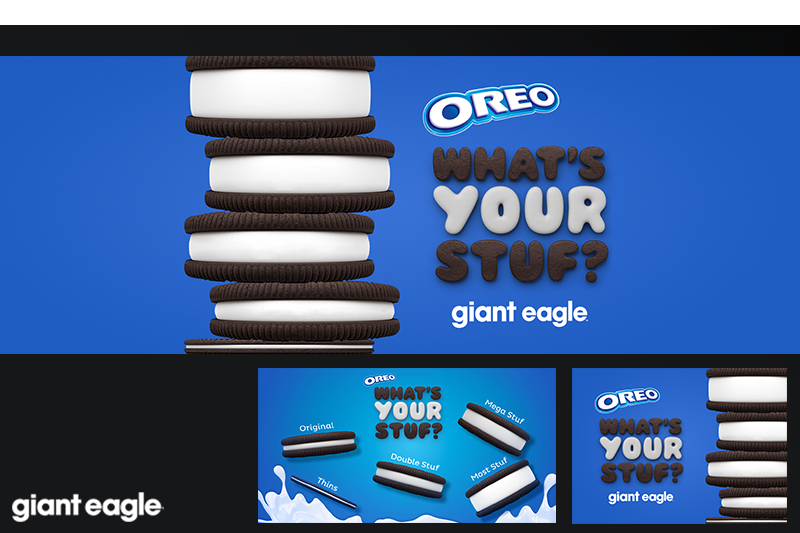 OREO
WHAT'S
YOUR
STUF?
giant eagle
OREO
WHAT'S
YOUR
STUF?
Original
Mega Stuf
Double Stuf
Most Stuf
Thins
OREO
WHAT'S
YOUR
STUF?
giant eagle
giant eagle